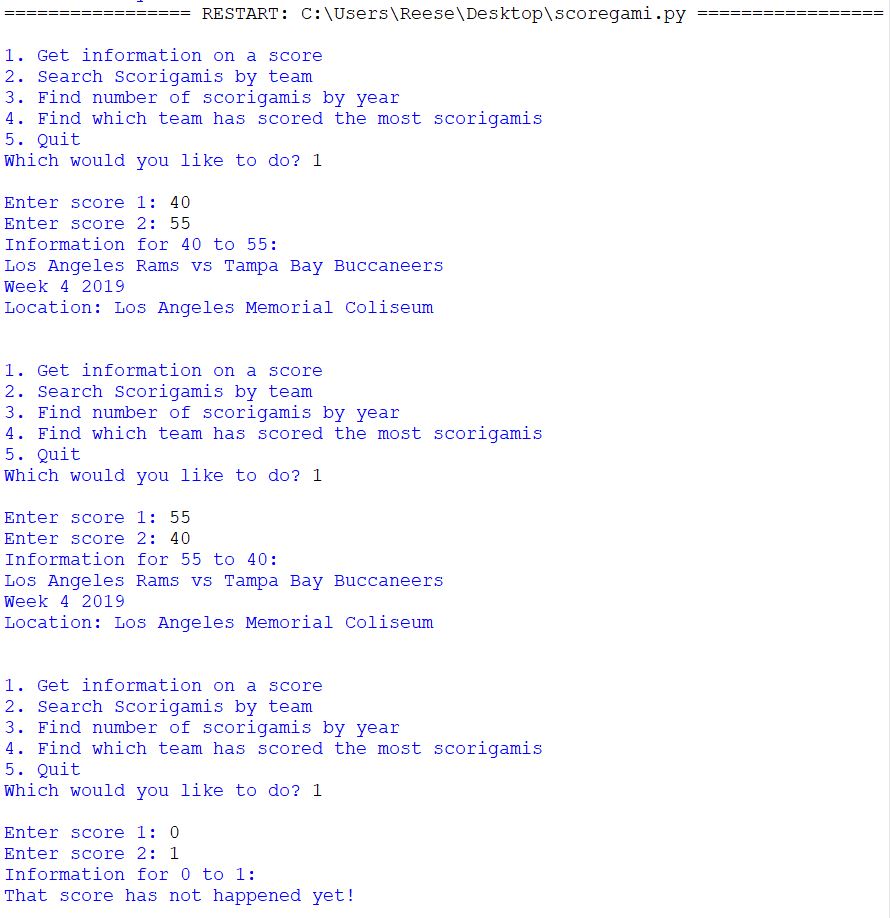 ================= RESTART: C:\Users\Reese\Desktop\scoregami.py =================
1. Get information on a score
2. Search Scorigamis by team
3. Find number of scorigamis by year
4. Find which team has scored the most scorigamis
5. Quit
Which would you like to do? 1
Enter score 1: 40
Enter score 2: 55
Information for 40 to 55:
Los Angeles Rams vs Tampa Bay Buccaneers
Week 4 2019
Location: Los Angeles Memorial Coliseum
1. Get information on a score
2. Search Scorigamis by team
3. Find number of scorigamis by year
4. Find which team has scored the most scorigamis
5. Quit
Which would you like to do? 1
Enter score 1: 55
Enter score 2: 40
Information for 55 to 40:
Los Angeles Rams vs Tampa Bay Buccaneers
Week 4 2019
Location: Los Angeles Memorial Coliseum
1. Get information on a score
2. Search Scorigamis by team
3. Find number of scorigamis by year
4. Find which team has scored the most scorigamis
5. Quit
Which would you like to do? 1
Enter score 1: 0
Enter score 2: 1
Information for 0 to 1:
That score has not happened yet!